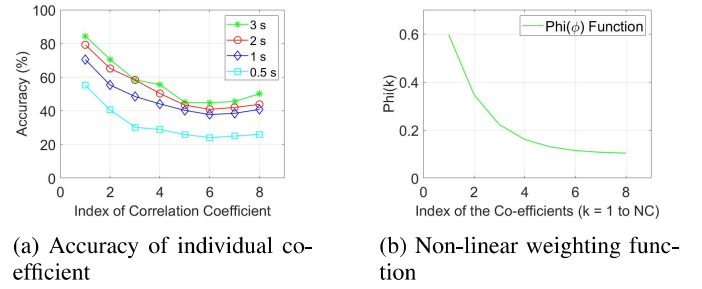 100
80
60
40
20
0
0 2 4 6 8
Accuracy (%)
Index of Correlation Coefficient
3 s
2 s
1 s
0.5 s
(a) Accuracy of individual co-
efficient
0.6
0.4
0.2
0
0 2 4 6 8
Phi(k)
Index of the Co-efficients (k = 1 to NC)
Phi(ϕ) Function
(b) Non-linear weighting func-
tion